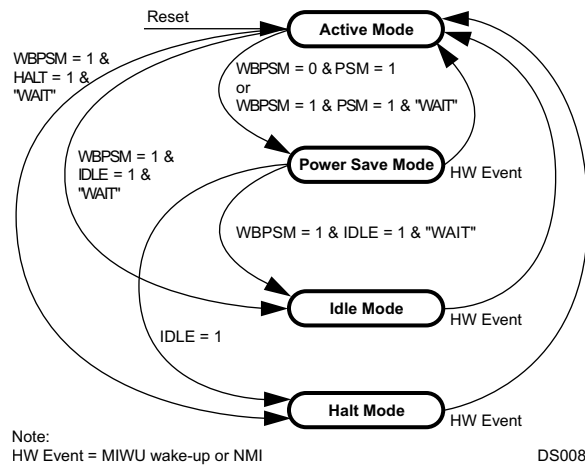 Reset
Active Mode
WBPSM = 1 &
HALT = 1 &
"WAIT"
WBPSM = 0 & PSM = 1
or
WBPSM = 1 & PSM = 1 & "WAIT"
WBPSM = 1 &
IDLE = 1 &
"WAIT"
Power Save Mode
HW Event
WBPSM = 1 & IDLE = 1 & "WAIT"
Idle Mode
HW Event
IDLE = 1
Halt Mode
HW Event
Note:
HW Event = MIWU wake-up or NMI
DS008